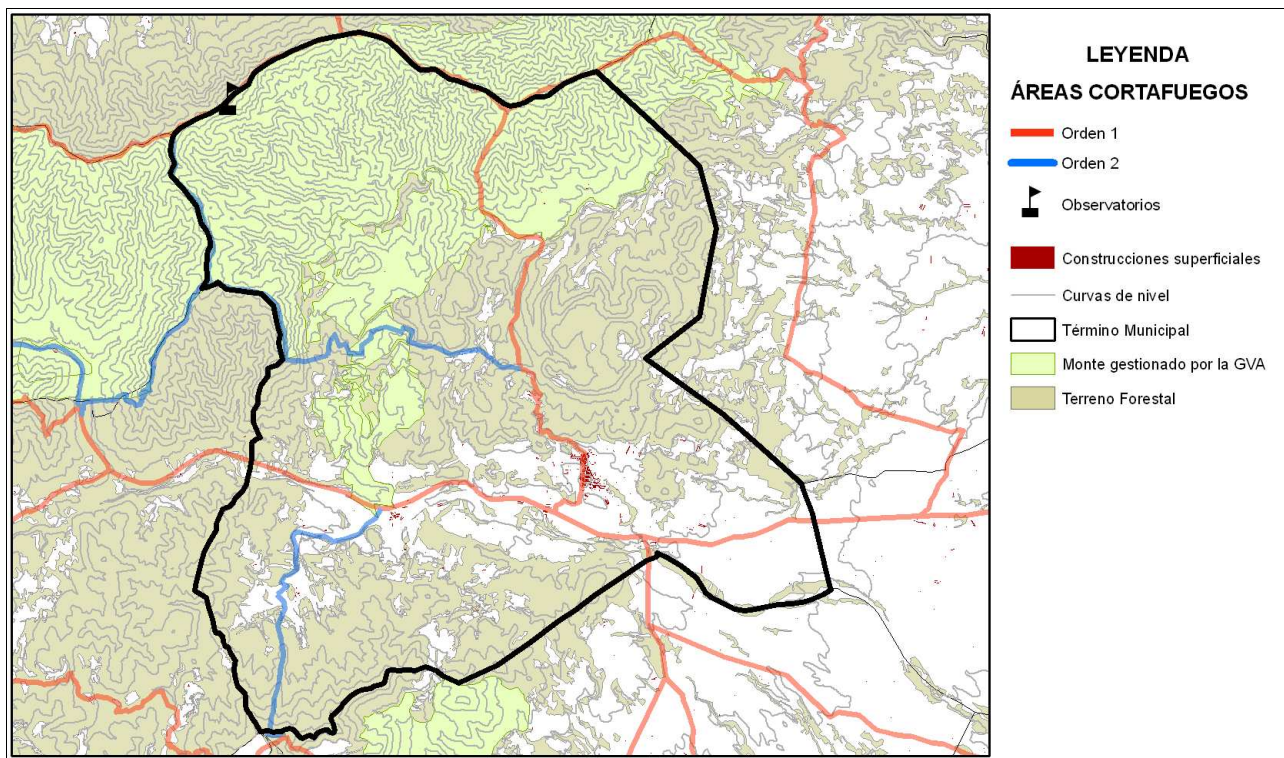 LEYENDA
ÁREAS CORTAFUEGOS
Orden 1
Orden 2
Observatorios
Construcciones superficiales
Curvas de nivel
Término Municipal
Monte gestionado por la GVA
Terreno Forestal